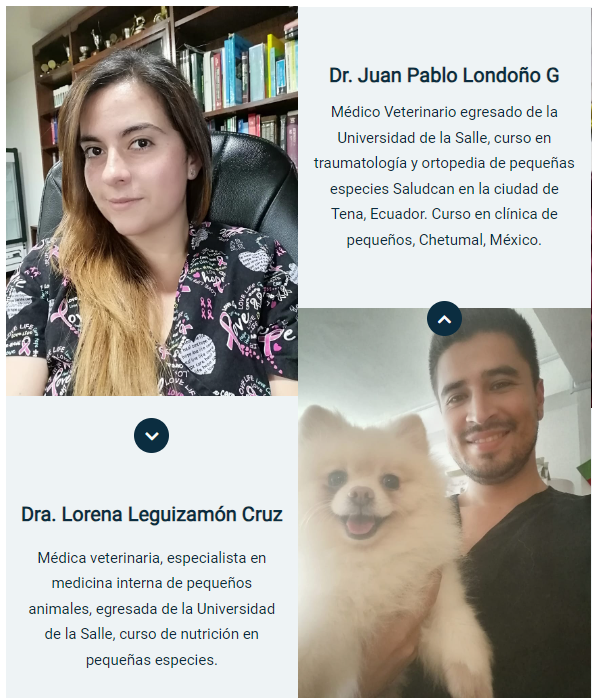 Dr. Juan Pablo Londoño G
Médico Veterinario egresado de la
Universidad de la Salle, curso en
traumatología y ortopedia de pequeñas
especies Saludcan en la ciudad de
Tena, Ecuador. Curso en clínica de
pequeños, Chetumal, México.
Dra. Lorena Leguizamón Cruz
Médica veterinaria, especialista en
medicina interna de pequeños
animales, egresada de la Universidad
de la Salle, curso de nutrición en
pequeñas especies.